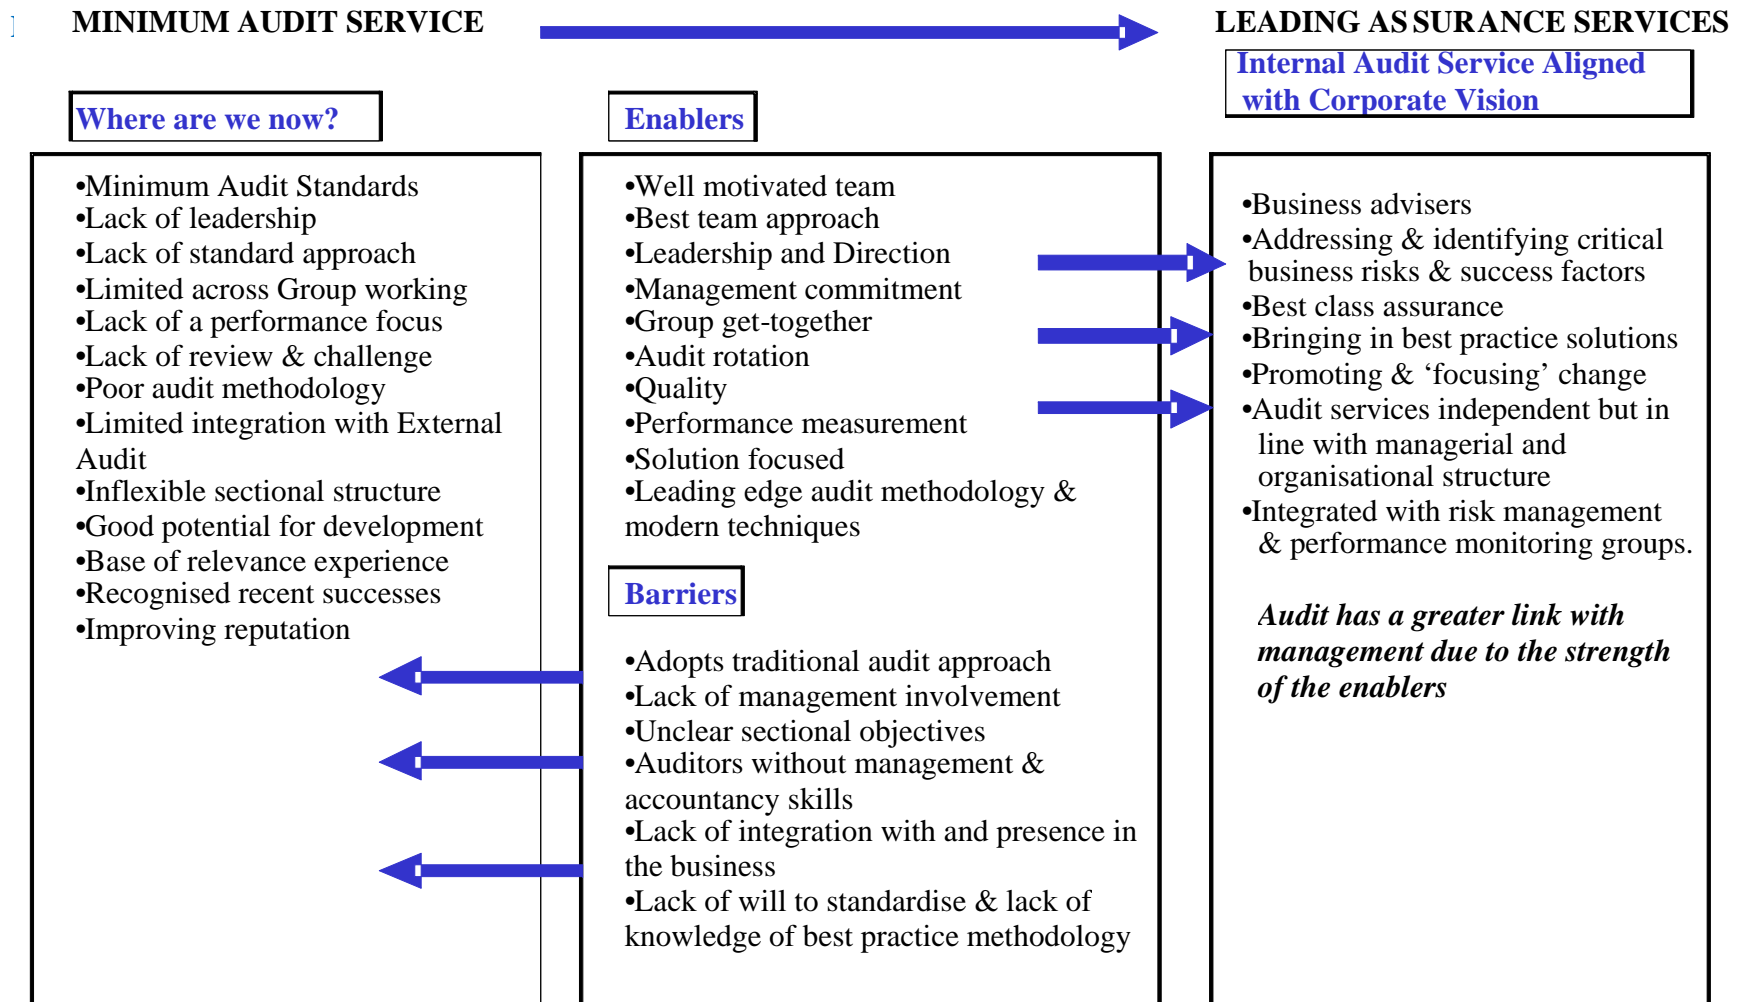 MINIMUM AUDIT SERVICE
LEADING ASSURANCE SERVICES
Internal Audit Service Aligned
with Corporate Vision
Where are we now?
•Minimum Audit Standards
•Lack of leadership
•Lack of standard approach
•Limited across Group working
•Lack of a performance focus
•Lack of review & challenge
•Poor audit methodology
•Limited integration with External
Audit
•Inflexible sectional structure
•Good potential for development
•Base of relevance experience
•Recognised recent successes
•Improving reputation
Enablers
•Well motivated team
•Best team approach
•Leadership and Direction
•Management commitment
•Group get-together
•Audit rotation
•Quality
•Performance measurement
•Solution focused
•Leading edge audit methodology &
modern techniques
Barriers
•Adopts traditional audit approach
•Lack of management involvement
•Unclear sectional objectives
•Auditors without management &
accountancy skills
•Lack of integration with and presence in
the business
•Lack of will to standardise & lack of
knowledge of best practice methodology
•Business advisers
•Addressing & identifying critical
business risks & success factors
•Best class assurance
•Bringing in best practice solutions
•Promoting & ‘focusing’ change
•Audit services independent but in
line with managerial and
organisational structure
•Integrated with risk management
& performance monitoring groups.
Audit has a greater link with
management due to the strength
of the enablers